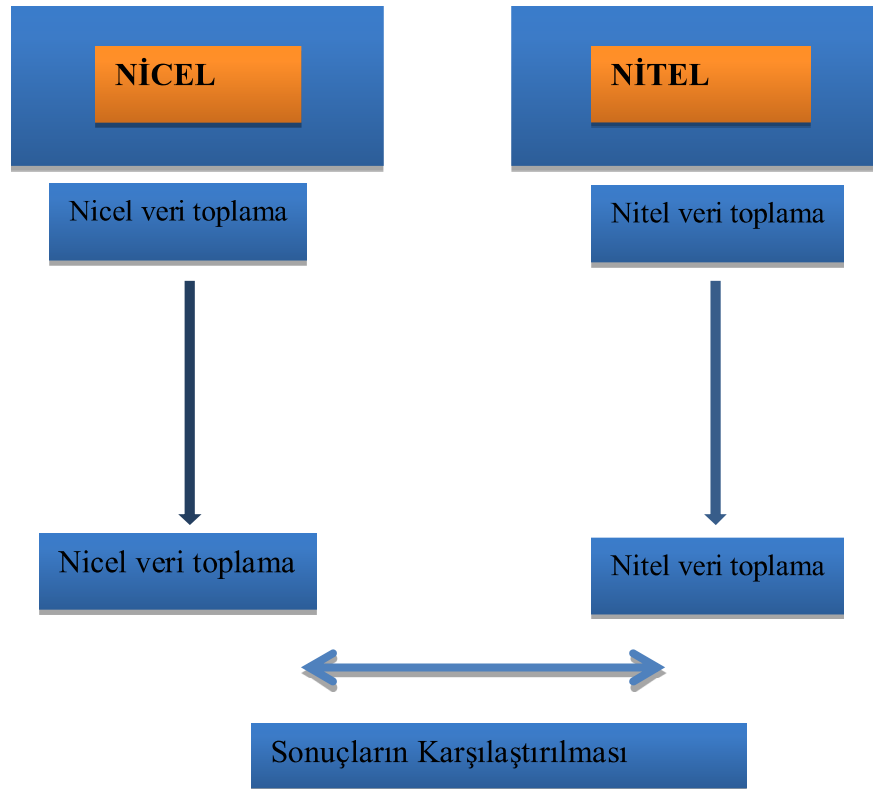 NİCEL
NİTEL
Nicel veri toplama
Nitel veri toplama
Nicel veri toplama
Nitel veri toplama
Sonuçların Karşılaştırılması